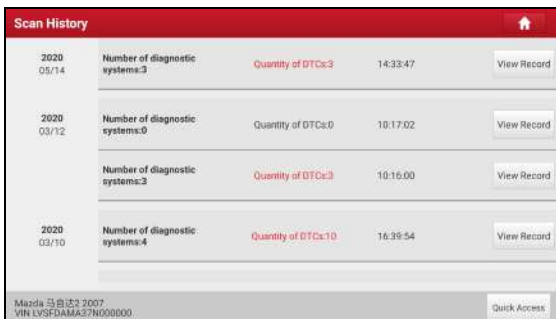 Scan History
2020
05/14
Number of diagnostic
systems:3
Quantity of DTCs:3
14:33:47
View Record
2020
03/12
Number of diagnostic
systems:0
Quantity of DTCs:0
10:17:02
View Record
Number of diagnostic
systems:3
Quantity of DTCs:3
10:16:00
View Record
2020
03/10
Number of diagnostic
systems:4
Quantity of DTCs:10
16:39:54
View Record
Mazda 马自达2 2007
VIN LVSFDAMA37N000000
Quick Access